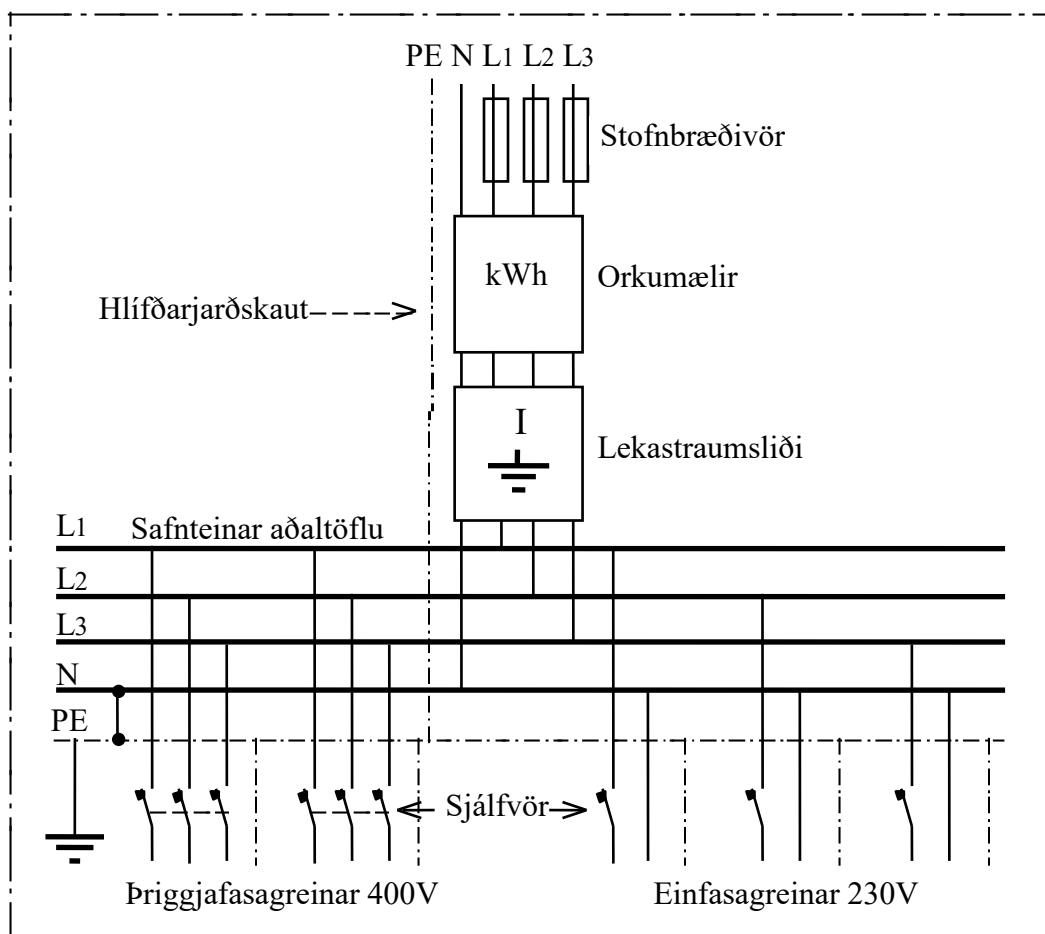 PE N L1 L2 L3
Stofnbræðivör
kWh
Orkumælir
Hlífðarjarðskaut
I
Lekastraumsliði
L1
Safnteinar aðaltöflu
L2
L3
N
PE
Sjálfvör
Þriggjafasagreinar 400V
Einfasagreinar 230V